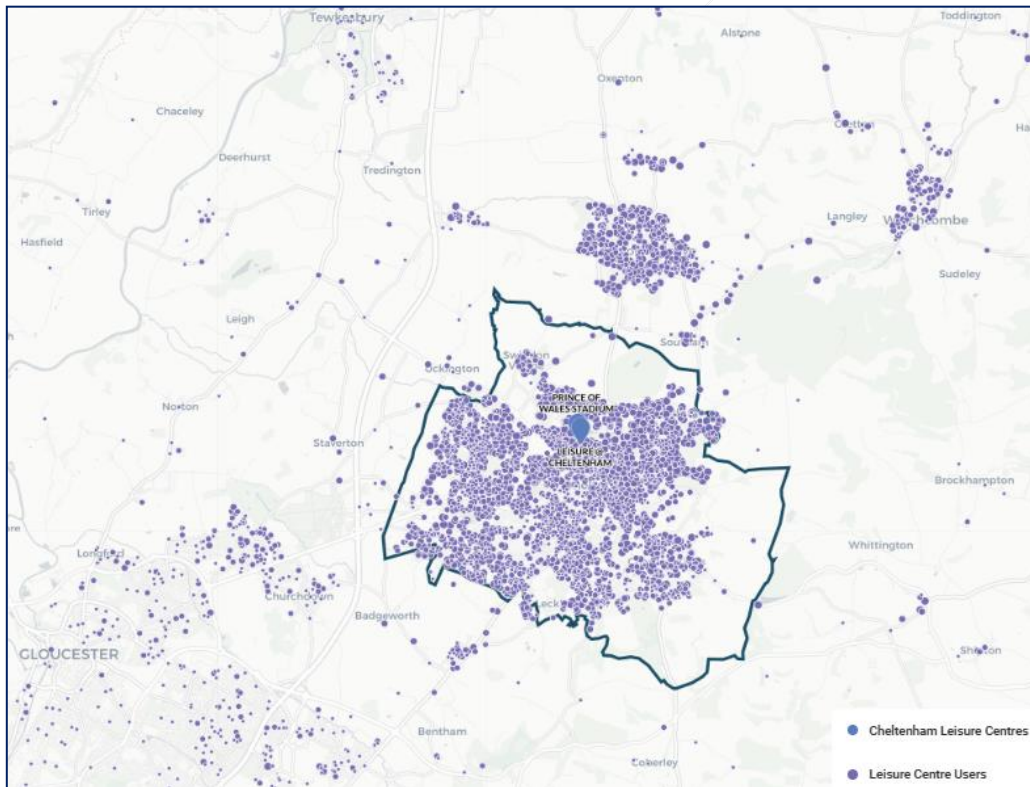 Tewkesbury
Toddington
Alstone
Oxenton
Chaceley
Deerhurst
Tredington
Tirley
Langley
Hasfield
Sudeley
Leigh
Uckington
PRINCE OF
WALES STADIUM
Norton
Staverton
LEISURE @
CHELTENHAM
Brockhampton
Longford
Whittington
Churchdown
Badgeworth
GLOUCESTER
Bentham
Coberley
Cheltenham Leisure Centres
Leisure Centre Users